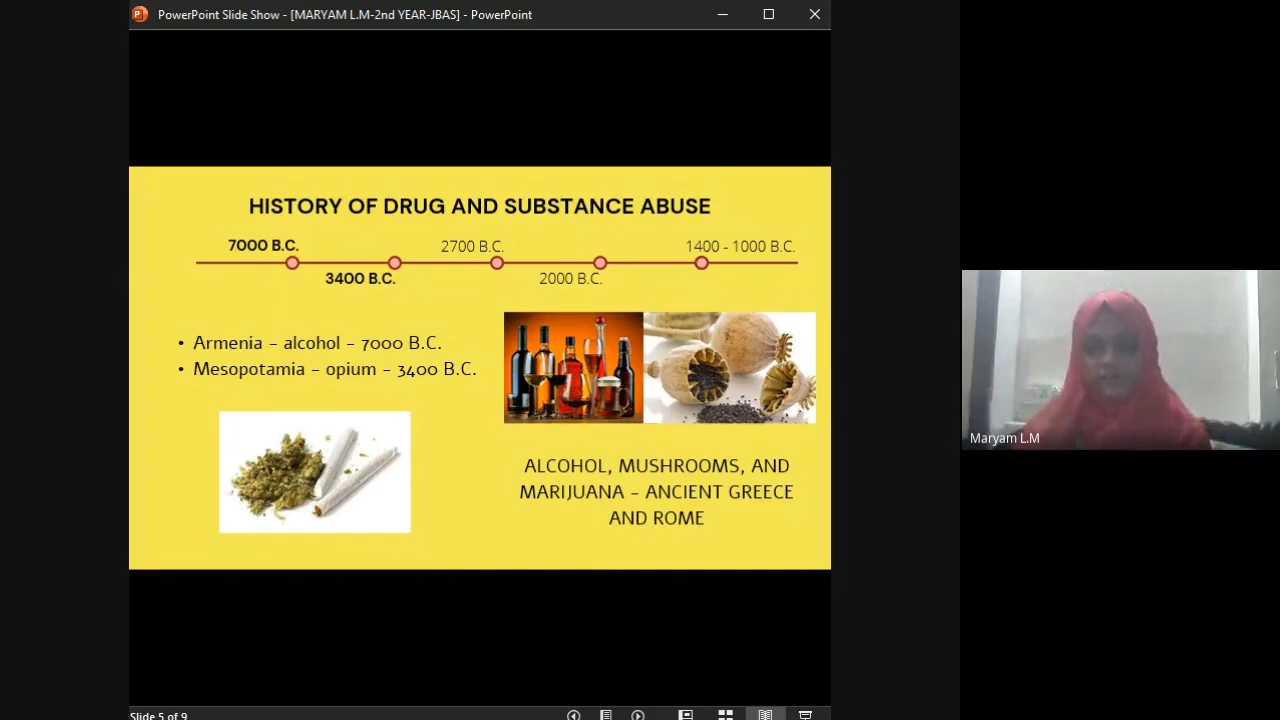 PowerPoint Slide Show - [MARYAM L.M-2nd YEAR-JBAS] - PowerPoint
HISTORY OF DRUG AND SUBSTANCE ABUSE
7000 B.C.
2700 B.C.
1400 - 1000 B.C.
3400 B.C.
2000 B.C.
• Armenia – alcohol – 7000 B.C.
• Mesopotamia – opium – 3400 B.C.
ALCOHOL, MUSHROOMS, AND
MARIJUANA – ANCIENT GREECE
AND ROME
Maryam L.M
Slide 5 of 9